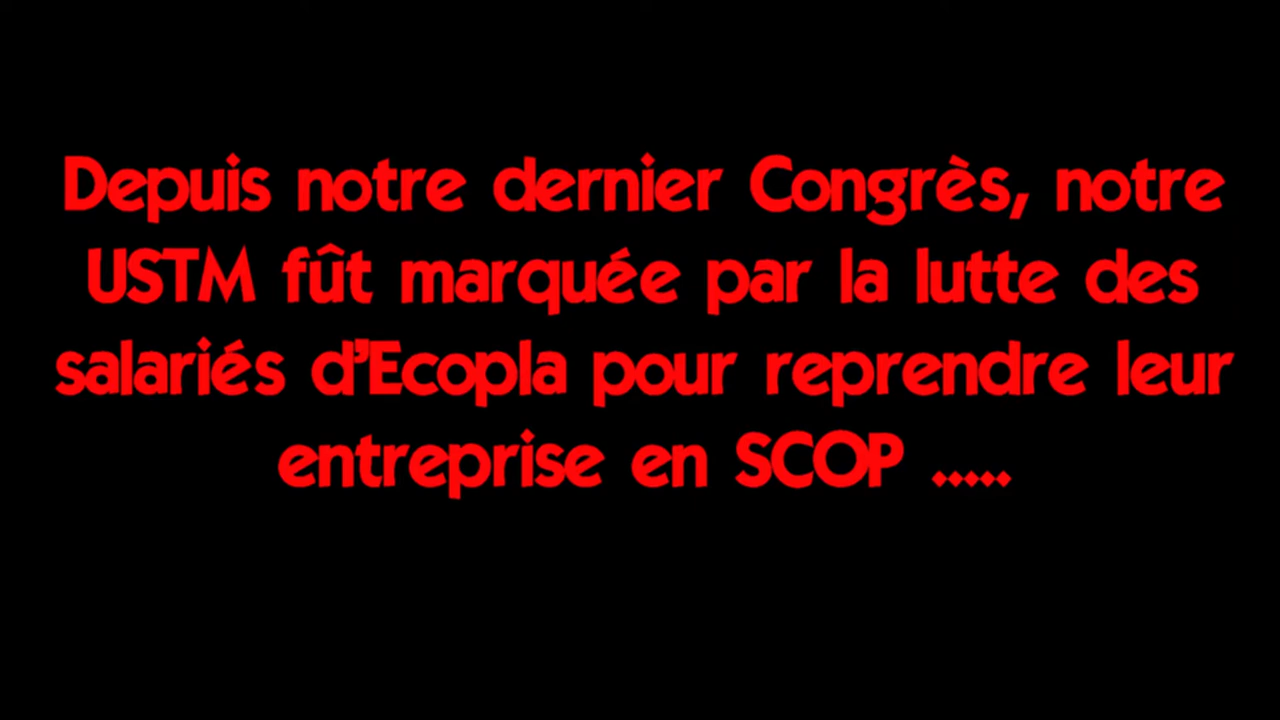 Depuis notre dernier Congrès, notre
USTM fût marquée par la lutte des
salariés d'Ecopla pour reprendre leur
entreprise en SCOP .....